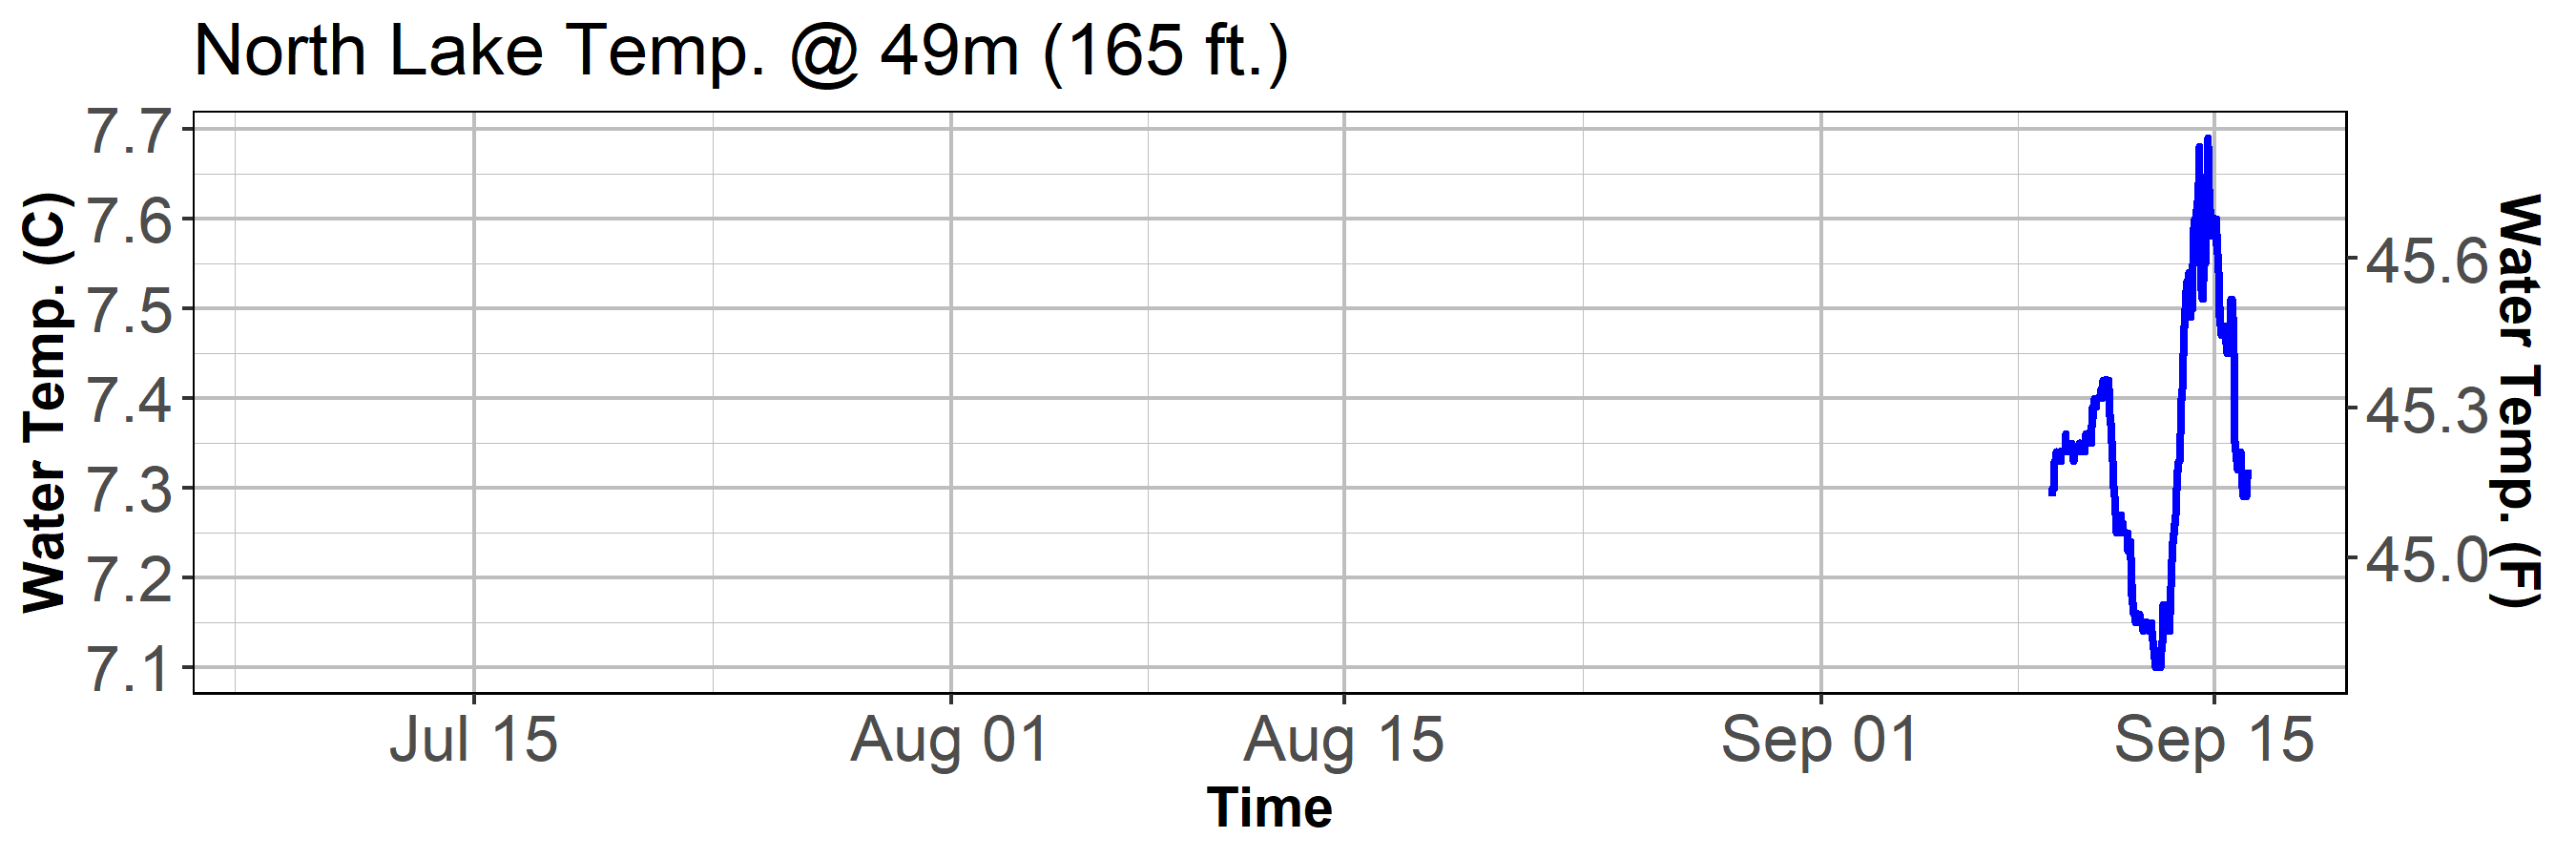 North Lake Temp. @ 49m (165 ft.)
Water Temp. (C)
7.7
7.6
7.5
7.4
7.3
7.2
7.1
45.6
45.3
45.0
Water Temp. (F)
Jul 15 Aug 01 Aug 15 Sep 01 Sep 15
Time